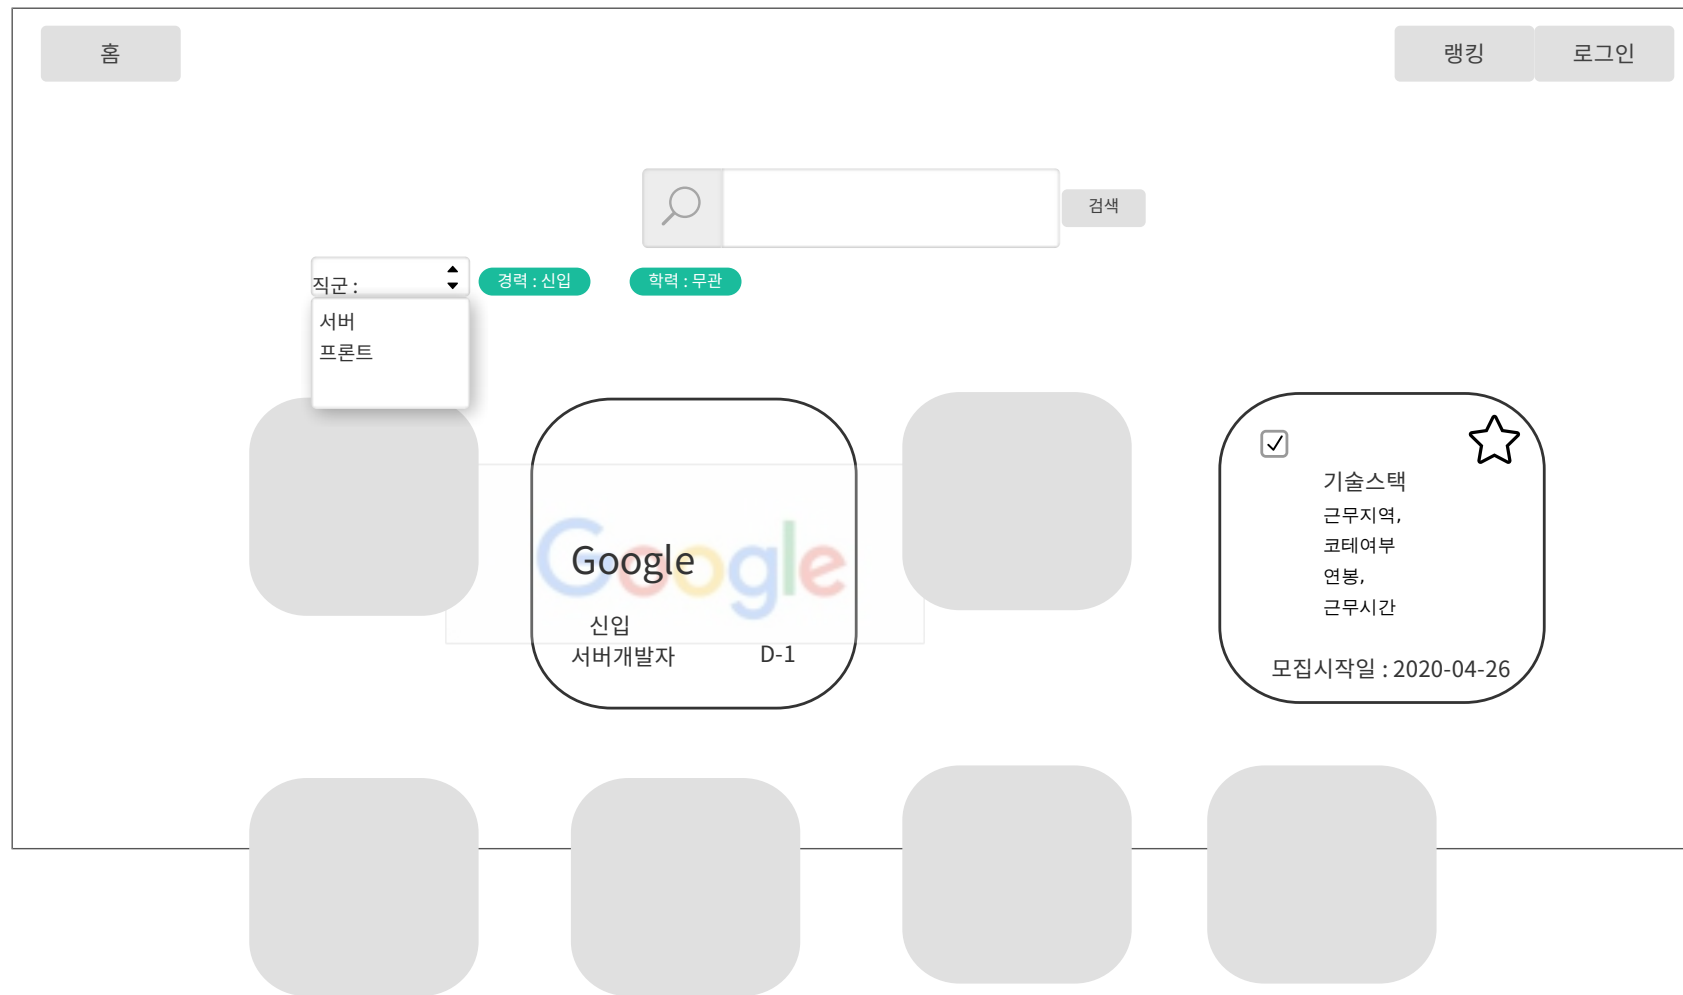 홈
랭킹
로그인
검색
직군 :
경력 : 신입
학력 : 무관
서버
프론트
Google
Google
신입
서버개발자
D-1
기술스택
근무지역,
코테여부
연봉,
근무시간
모집시작일 : 2020-04-26